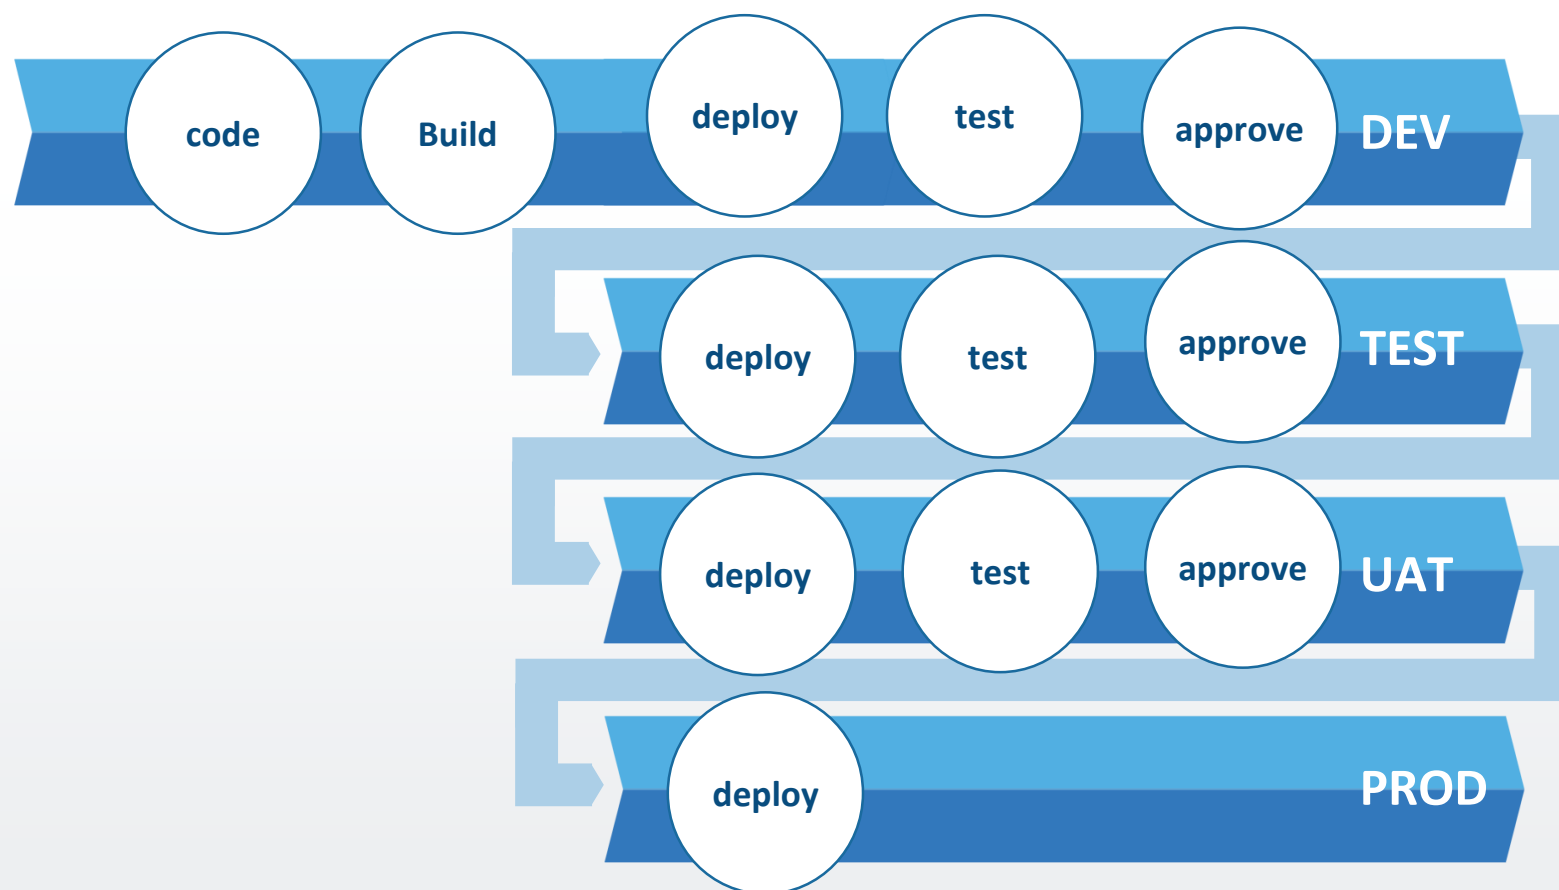 code
Build
deploy
test
approve
DEV
deploy
test
approve
TEST
deploy
test
approve
UAT
deploy
PROD